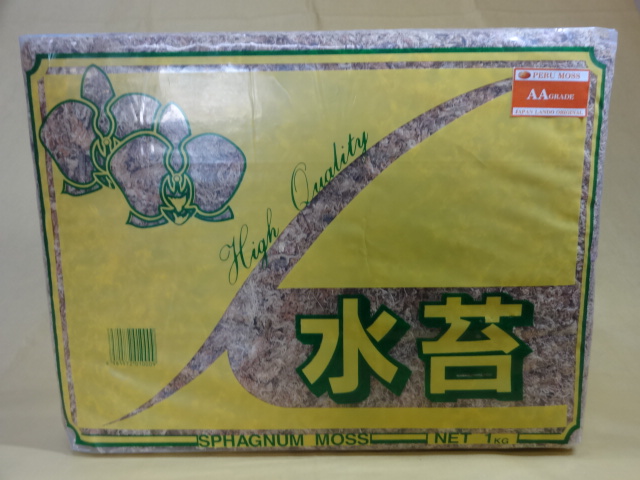 PERU MOSS
AA GRADE
High Quality
水苔
SPHAGNUM MOSS
NET 1KG